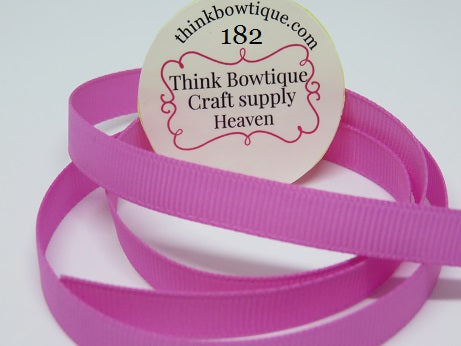 thinkbowtique.com
182
Think Bowtique
Craft supply
Heaven